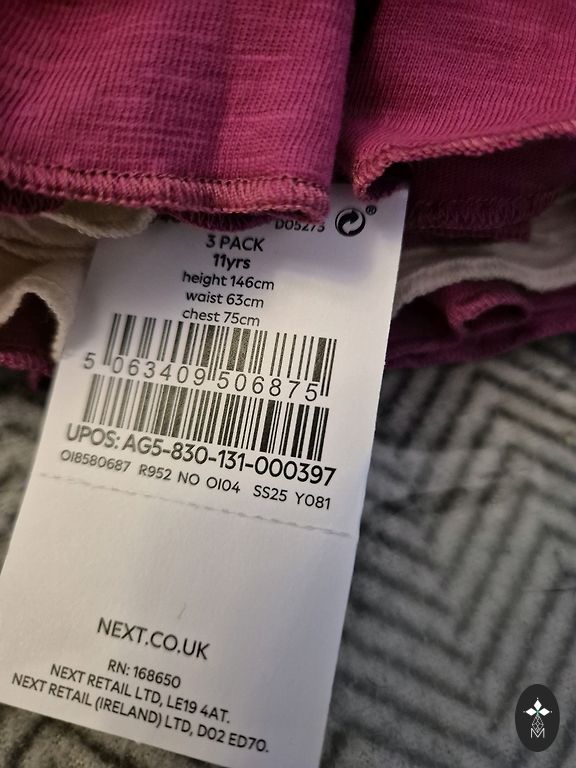 D05273 ®
3 PACK
11yrs
height 146cm
waist 63cm
chest 75cm
5 063409 506875
UPOS: AG5-830-131-000397
OI8580687 R952 NO OI04 SS25 Y081
NEXT.CO.UK
RN: 168650
NEXT RETAIL LTD, LE19 4AT.
NEXT RETAIL (IRELAND) LTD, D02 ED70.
M